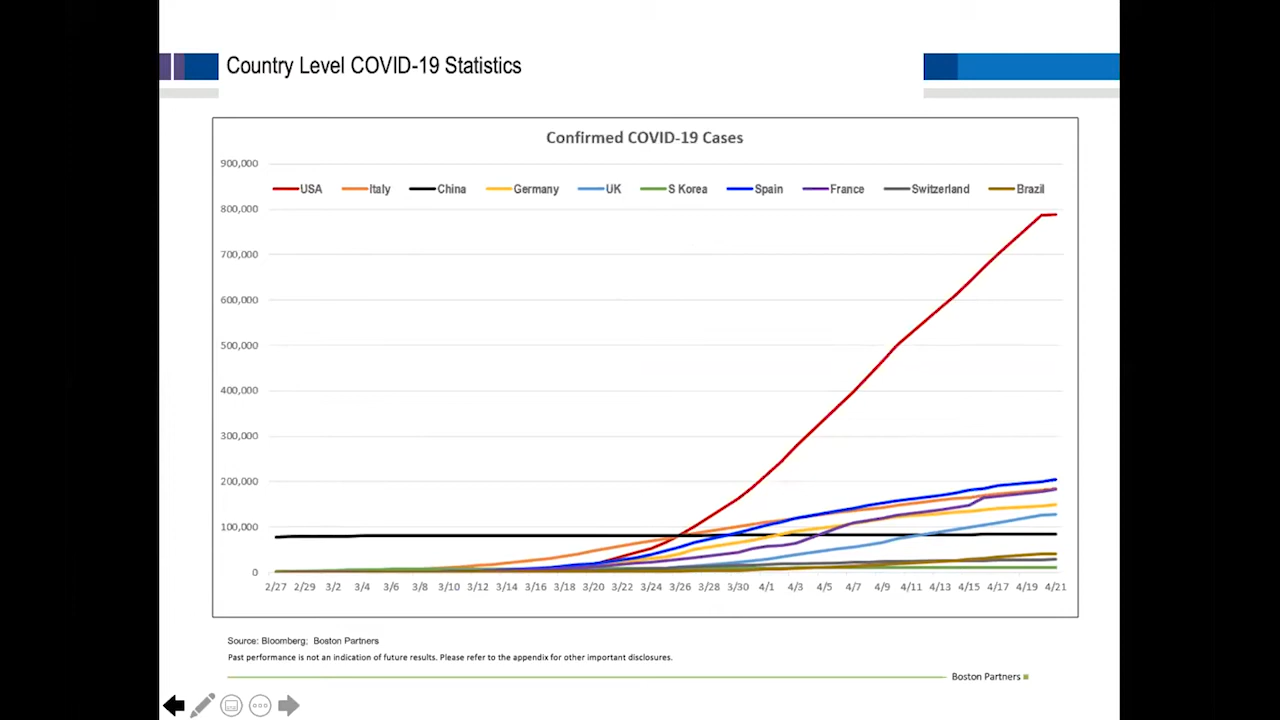 Country Level COVID-19 Statistics
Confirmed COVID-19 Cases
900,000
USA Italy China Germany UK S Korea Spain France Switzerland Brazil
800,000
700,000
600,000
500,000
400,000
300,000
200,000
100,000
0
2/27 2/29 3/2 3/4 3/6 3/8 3/10 3/12 3/14 3/16 3/18 3/20 3/22 3/24 3/26 3/28 3/30 4/1 4/3 4/5 4/7 4/9 4/11 4/13 4/15 4/17 4/19 4/21
Source: Bloomberg; Boston Partners
Past performance is not an indication of future results. Please refer to the appendix for other important disclosures.
Boston Partners